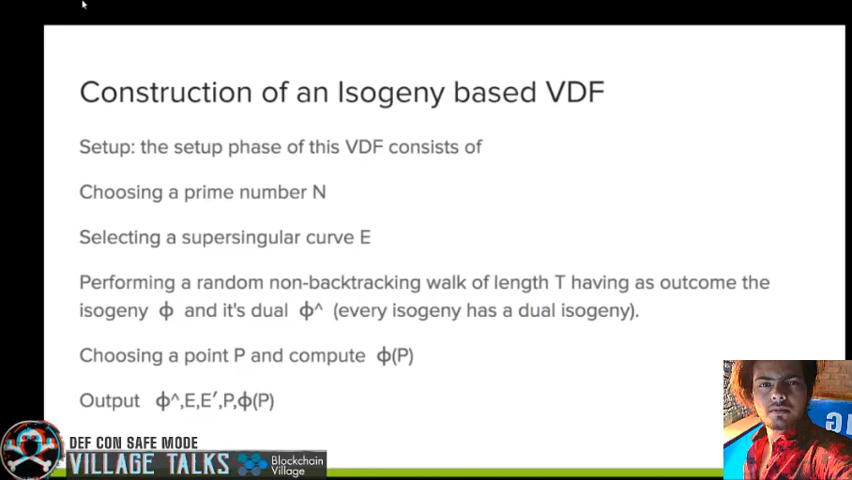 Construction of an Isogeny based VDF
Setup: the setup phase of this VDF consists of
Choosing a prime number N
Selecting a supersingular curve E
Performing a random non-backtracking walk of length T having as outcome the
isogeny ϕ and it's dual ϕ^ (every isogeny has a dual isogeny).
Choosing a point P and compute ϕ(P)
Output ϕ^,E,E′,P,ϕ(P)
DEF CON SAFE MODE
VILLAGE TALKS
Blockchain
Village